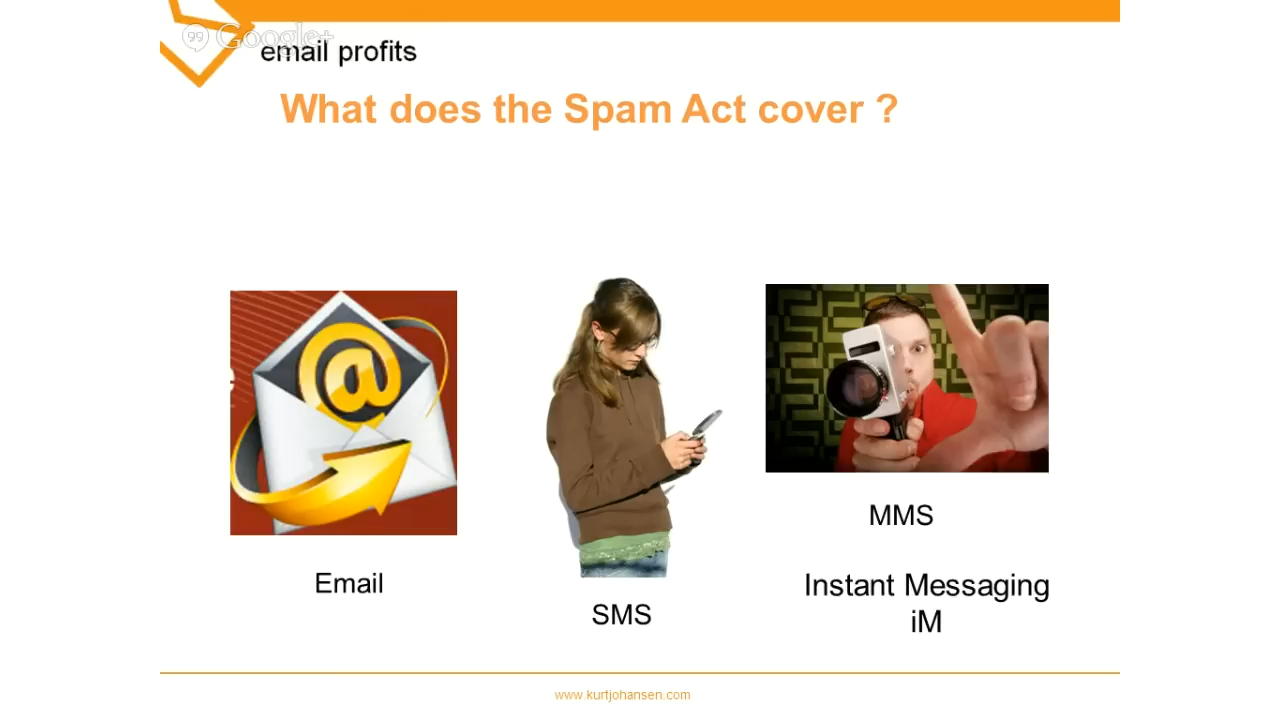 Google+
email profits
What does the Spam Act cover ?
Email
SMS
MMS
Instant Messaging
iM
www.kurtjohansen.com